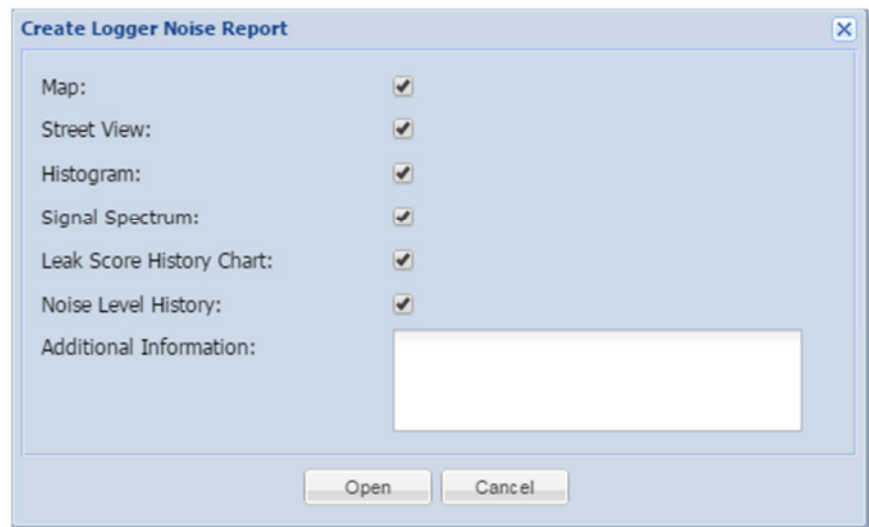 Create Logger Noise Report
Map:
Street View:
Histogram:
Signal Spectrum:
Leak Score History Chart:
Noise Level History:
Additional Information:
Open Cancel